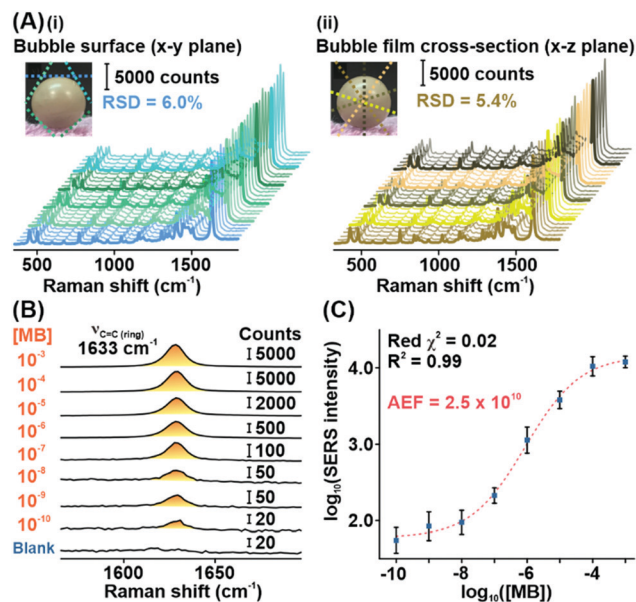 (A) (i)
Bubble surface (x-y plane)
5000 counts
RSD = 6.0%
500 1000 1500
Raman shift (cm⁻¹)
(ii)
Bubble film cross-section (x-z plane)
5000 counts
RSD = 5.4%
500 1000 1500
Raman shift (cm⁻¹)
(B)
[MB]
νC=C (ring)
1633 cm⁻¹
Counts
10⁻³ 5000
10⁻⁴ 5000
10⁻⁵ 2000
10⁻⁶ 500
10⁻⁷ 100
10⁻⁸ 50
10⁻⁹ 50
10⁻¹⁰ 20
Blank 20
1600 1650
Raman shift (cm⁻¹)
(C)
Red χ² = 0.02
R² = 0.99
AEF = 2.5 x 10¹⁰
log₁₀(SERS intensity)
4.0
3.0
2.0
-10 -8 -6 -4 -2
log₁₀([MB])